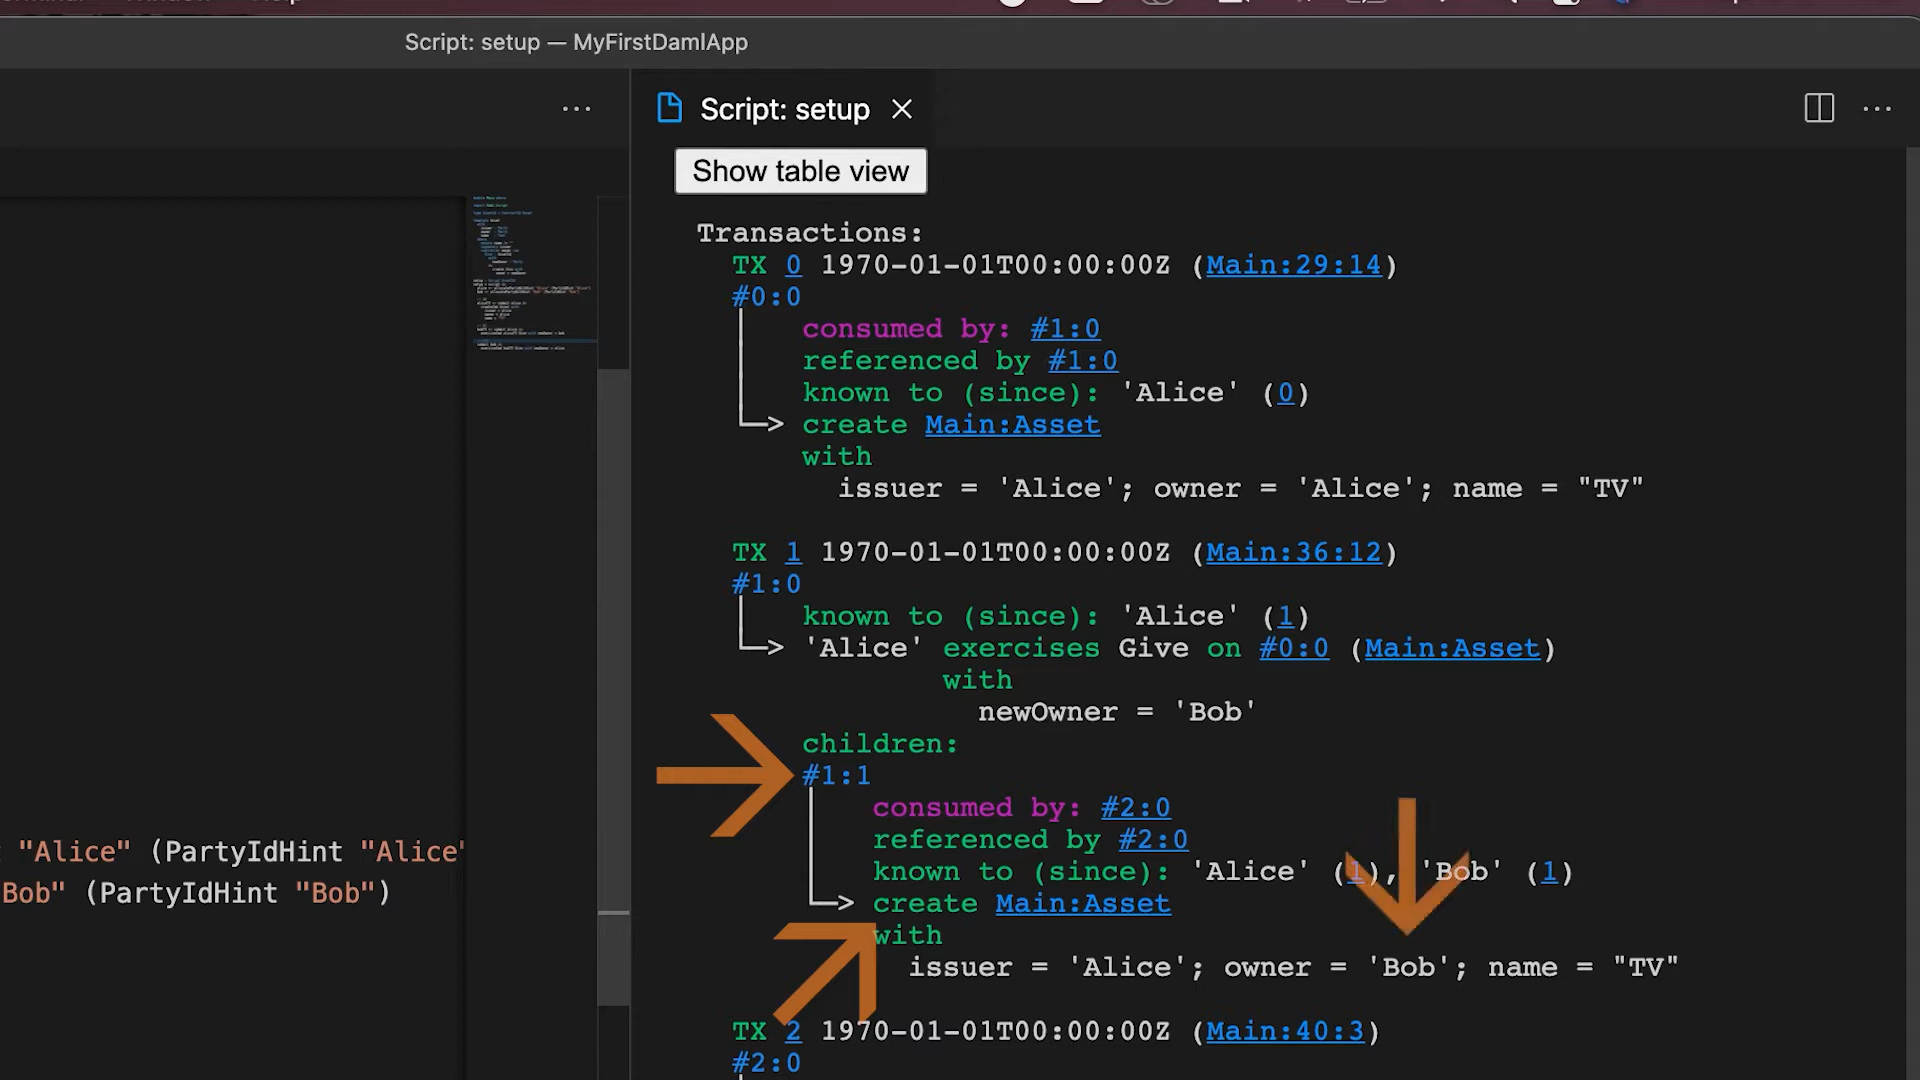 Script: setup — MyFirstDamlApp
Script: setup
Show table view
Transactions:
TX 0 1970-01-01T00:00:00Z (Main:29:14)
#0:0
consumed by: #1:0
referenced by #1:0
known to (since): 'Alice' (0)
└─> create Main:Asset
with
issuer = 'Alice'; owner = 'Alice'; name = "TV"
TX 1 1970-01-01T00:00:00Z (Main:36:12)
#1:0
known to (since): 'Alice' (1)
└─> 'Alice' exercises Give on #0:0 (Main:Asset)
with
newOwner = 'Bob'
children:
#1:1
consumed by: #2:0
referenced by #2:0
known to (since): 'Alice' (1), 'Bob' (1)
└─> create Main:Asset
with
issuer = 'Alice'; owner = 'Bob'; name = "TV"
TX 2 1970-01-01T00:00:00Z (Main:40:3)
#2:0
"Alice" (PartyIdHint "Alice"
Bob" (PartyIdHint "Bob")